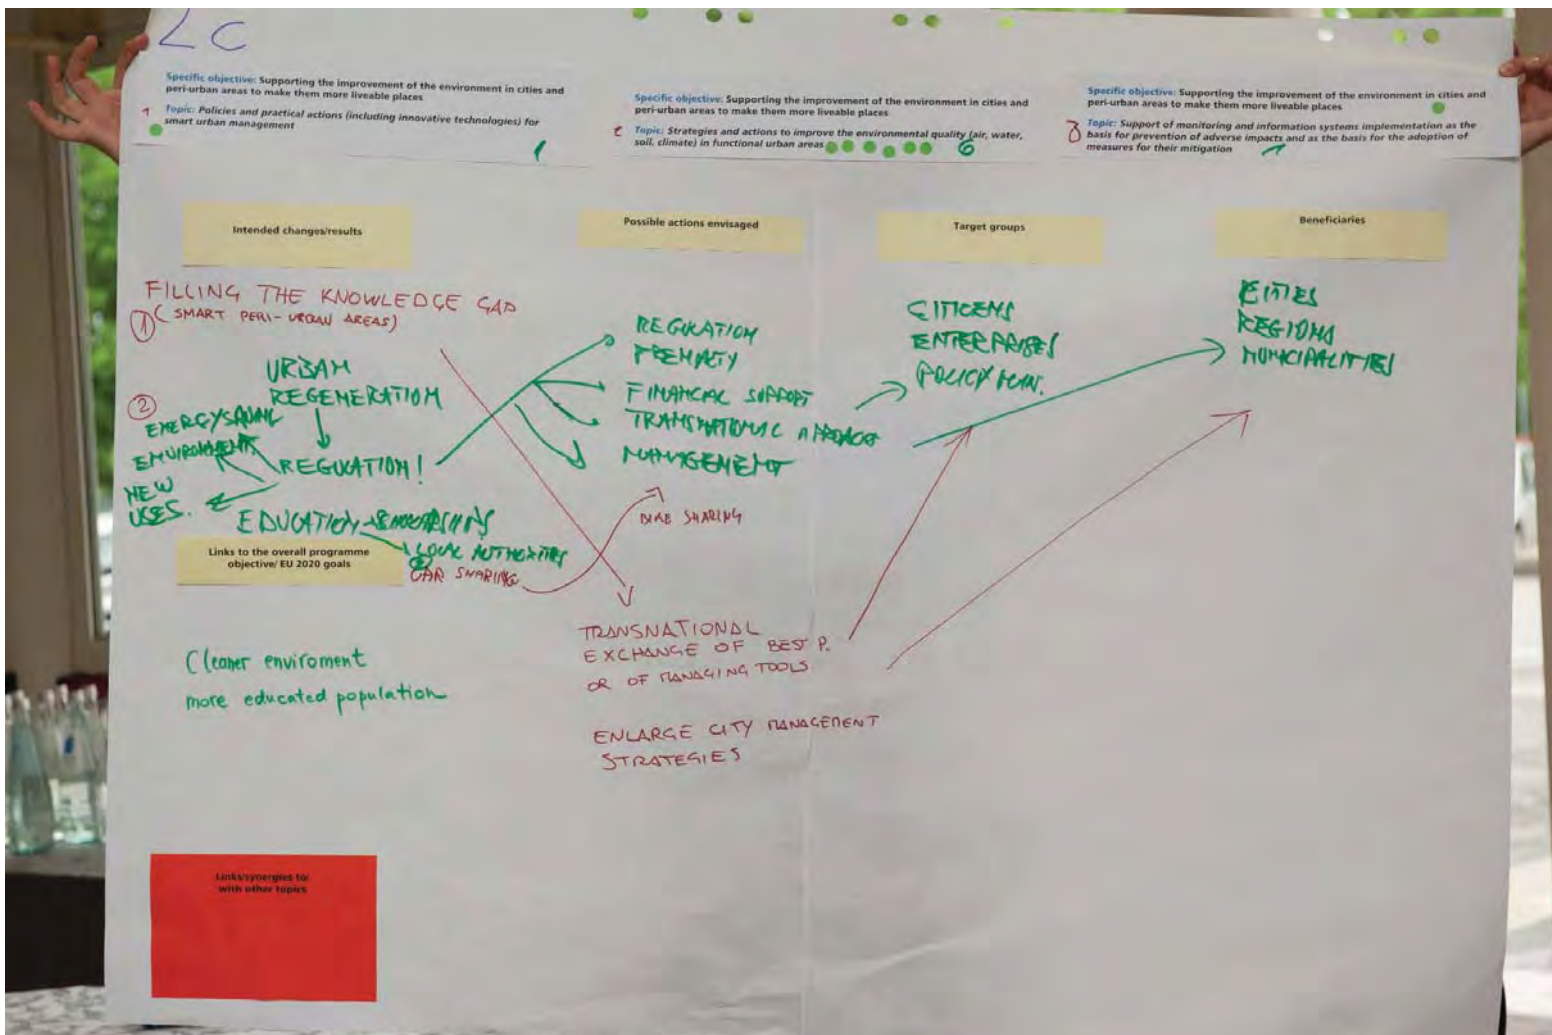 2C
Specific objective: Supporting the improvement of the environment in cities and
peri-urban areas to make them more liveable places
1 Topic: Policies and practical actions (including innovative technologies) for
smart urban management
1
Specific objective: Supporting the improvement of the environment in cities and
peri-urban areas to make them more liveable places
2 Topic: Strategies and actions to improve the environmental quality (air, water,
soil, climate) in functional urban areas
6
Specific objective: Supporting the improvement of the environment in cities and
peri-urban areas to make them more liveable places
3 Topic: Support of monitoring and information systems implementation as the
basis for prevention of adverse impacts and as the basis for the adoption of
measures for their mitigation
1
Intended changes/results
FILLING THE KNOWLEDGE GAP
1 (SMART PERI-URBAN AREAS)
URBAN
REGENERATION
2
ENERGY SAVING
ENVIRONMENT
REGULATION!
NEW
USES.
EDUCATION
LOCAL AUTHORITIES
2 CAR SHARING
Links to the overall programme
objective/ EU 2020 goals
Cleaner enviroment
more educated population
Links/synergies to/
with other topics
Possible actions envisaged
REGULATION
PENALTY
FINANCIAL SUPPORT
TRANSNATIONAL APPROACH
MANAGEMENT
BIKE SHARING
TRANSNATIONAL
EXCHANGE OF BEST P.
OR OF MANAGING TOOLS
ENLARGE CITY MANAGEMENT
STRATEGIES
Target groups
CITIZENS
ENTERPRISES
POLICY MAN.
Beneficiaries
CITIES
REGIONS
MUNICIPALITIES